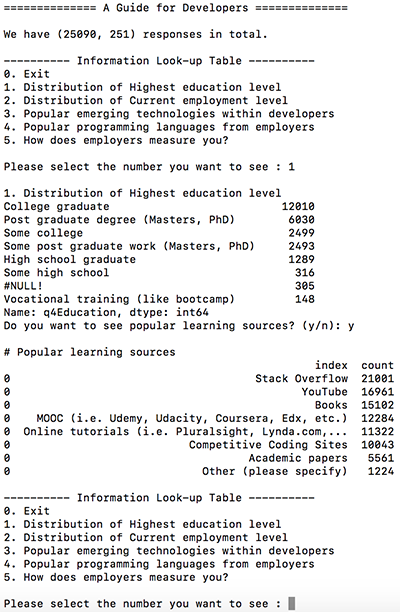 ============== A Guide for Developers ==============
We have (25090, 251) responses in total.
---------- Information Look-up Table ----------
0. Exit
1. Distribution of Highest education level
2. Distribution of Current employment level
3. Popular emerging technologies within developers
4. Popular programming languages from employers
5. How does employers measure you?
Please select the number you want to see : 1
1. Distribution of Highest education level
College graduate 12010
Post graduate degree (Masters, PhD) 6030
Some college 2499
Some post graduate work (Masters, PhD) 2493
High school graduate 1289
Some high school 316
#NULL! 305
Vocational training (like bootcamp) 148
Name: q4Education, dtype: int64
Do you want to see popular learning sources? (y/n): y
# Popular learning sources
index count
0 Stack Overflow 21001
0 YouTube 16961
0 Books 15102
0 MOOC (i.e. Udemy, Udacity, Coursera, Edx, etc.) 12284
0 Online tutorials (i.e. Pluralsight, Lynda.com,... 11322
0 Competitive Coding Sites 10043
0 Academic papers 5561
0 Other (please specify) 1224
---------- Information Look-up Table ----------
0. Exit
1. Distribution of Highest education level
2. Distribution of Current employment level
3. Popular emerging technologies within developers
4. Popular programming languages from employers
5. How does employers measure you?
Please select the number you want to see :